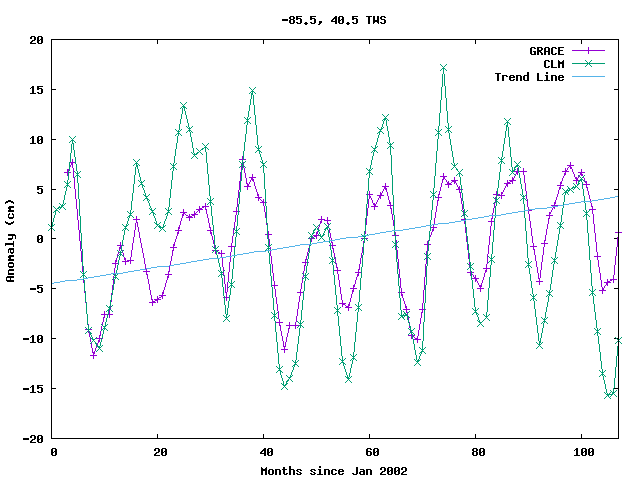 -85.5, 40.5 TWS
GRACE
CLM
Trend Line
20
15
10
5
0
-5
-10
-15
-20
Anomaly (cm)
0 20 40 60 80 100
Months since Jan 2002